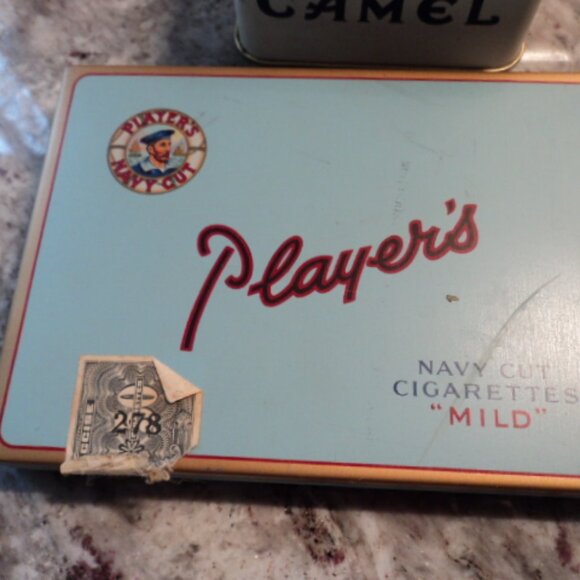 CAMEL
PLAYER'S
NAVY CUT
Player's
NAVY CUT
CIGARETTES
"MILD"
278